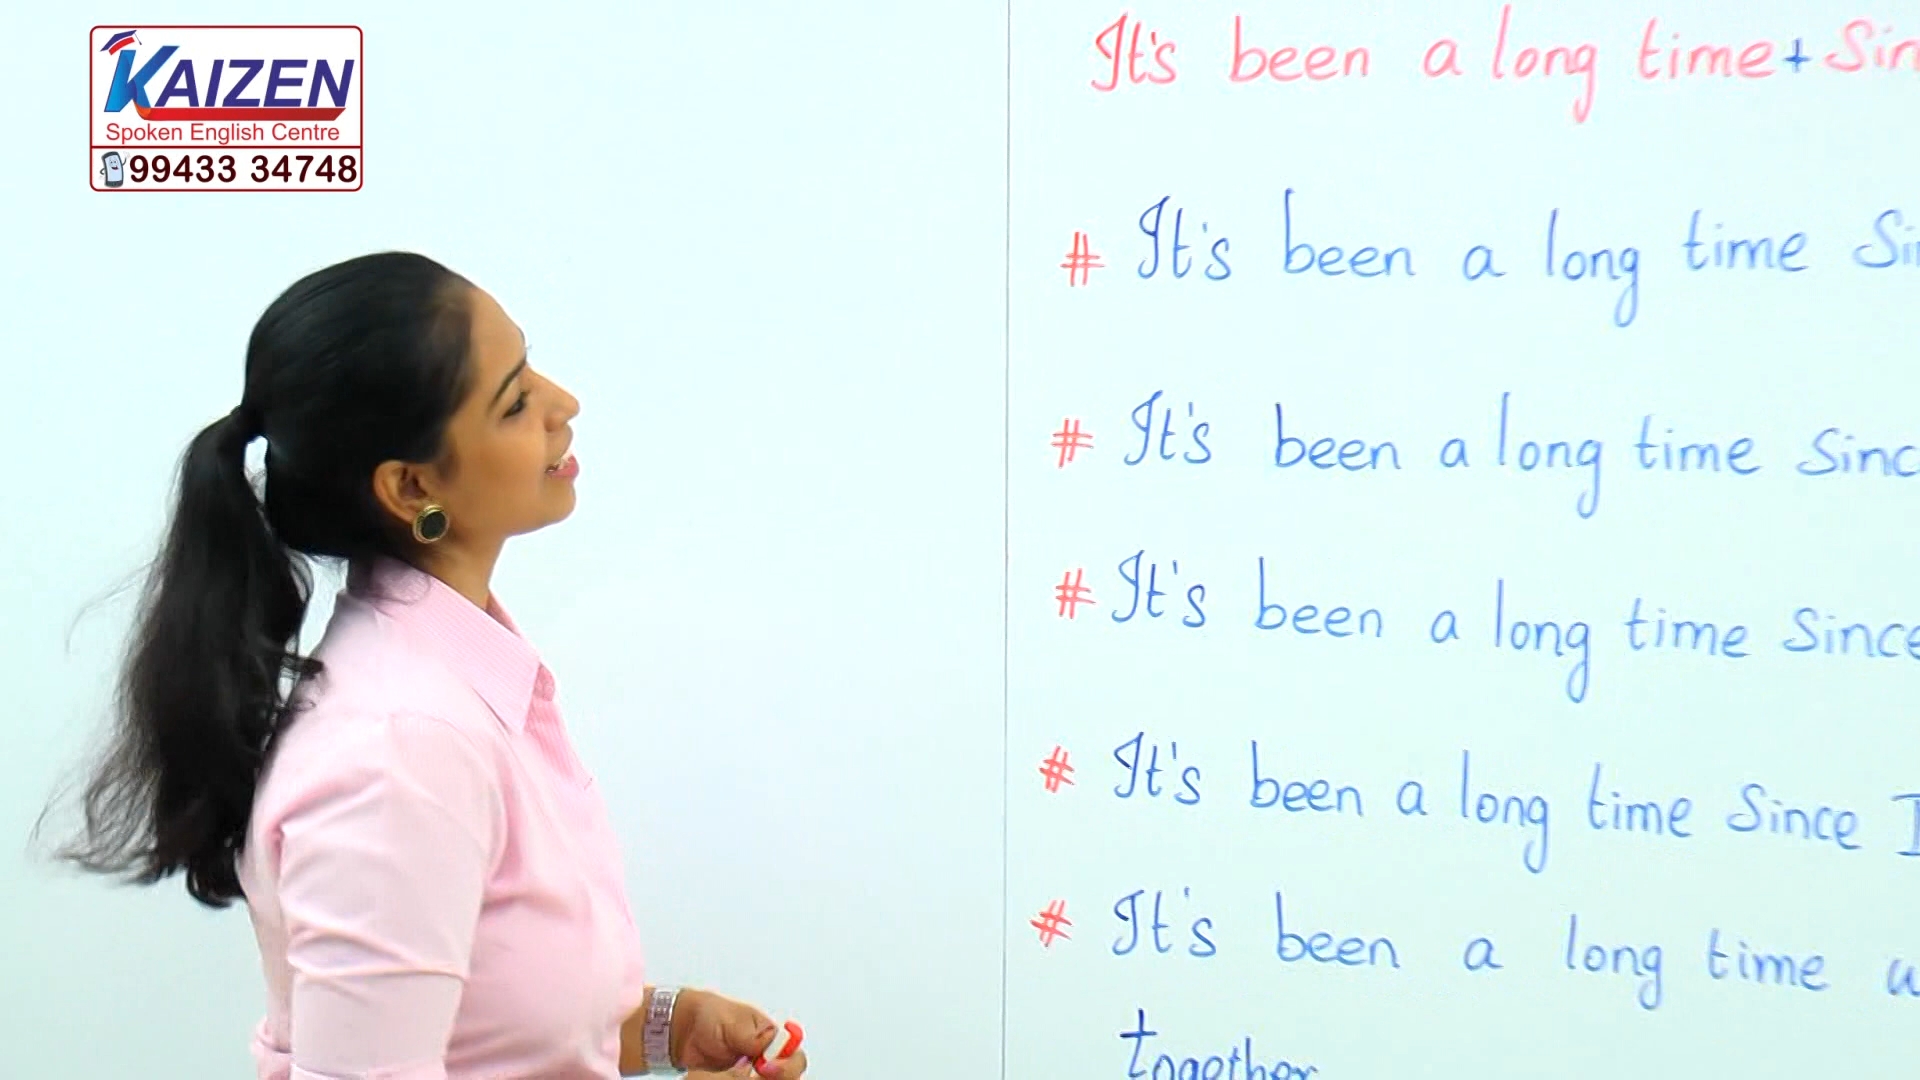 KAIZEN
Spoken English Centre
99433 34748
It's been a long time + Sin
# It's been a long time Si
# It's been a long time Sinc
# It's been a long time Since
# It's been a long time Since I
# It's been a long time
together